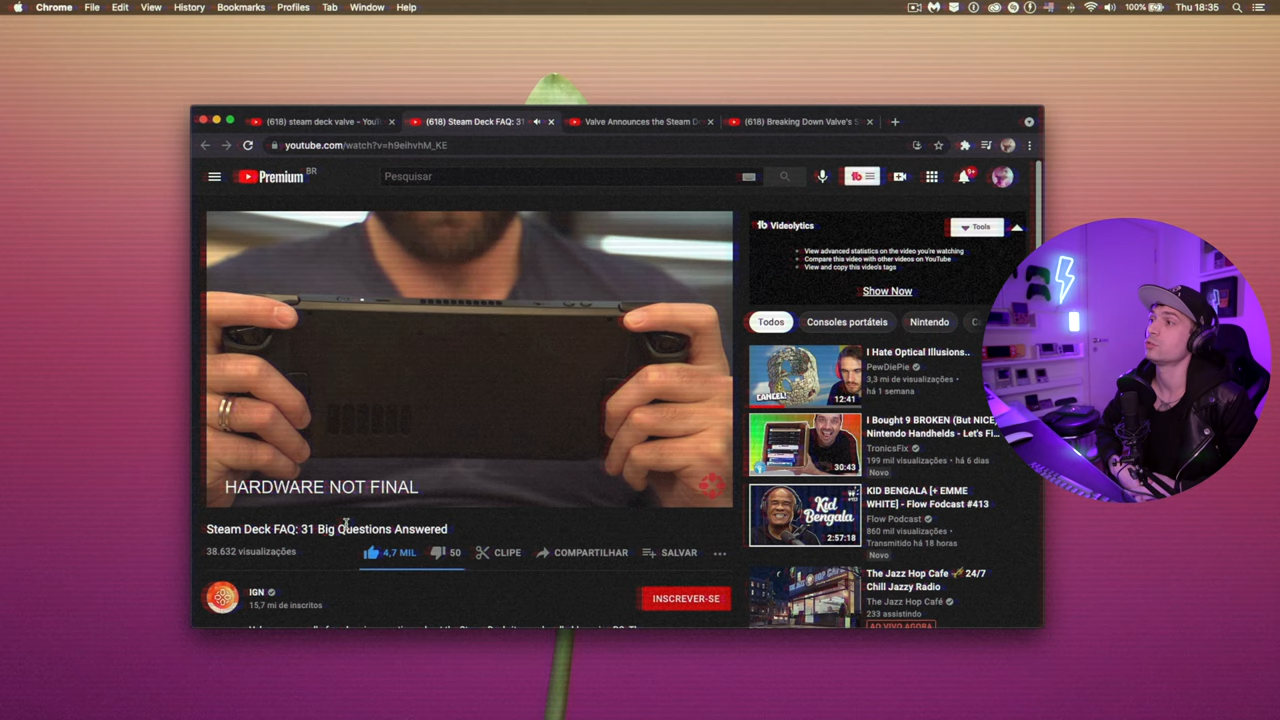 Chrome File Edit View History Bookmarks Profiles Tab Window Help
100% Thu 18:35
(618) steam deck valve - YouT
(618) Steam Deck FAQ: 31
Valve Announces the Steam D
(618) Breaking Down Valve's S
youtube.com/watch?v=h9eihvhM_KE
Premium BR
Pesquisar
9+
Videolytics
Tools
View advanced statistics on the video you're watching
Compare this video with other videos on YouTube
View and copy this video's tags
Show Now
Todos Consoles portáteis Nintendo C
HARDWARE NOT FINAL
Steam Deck FAQ: 31 Big Questions Answered
38.632 visualizações
4,7 MIL 50 CLIPE COMPARTILHAR SALVAR
IGN
15,7 mi de inscritos
INSCREVER-SE
CANCEL!
12:41
I Hate Optical Illusions..
PewDiePie
3,3 mi de visualizações •
há 1 semana
30:43
I Bought 9 BROKEN (But NICE,
Nintendo Handhelds - Let's Fi...
TronicsFix
199 mil visualizações • há 6 dias
Novo
Kid
Bengala
2:57:18
KID BENGALA [+ EMME
WHITE] - Flow Podcast #413
Flow Podcast
860 mil visualizações •
Transmitido há 18 horas
Novo
The Jazz Hop Cafe 🎷 24/7
Chill Jazzy Radio
The Jazz Hop Café
233 assistindo
AO VIVO AGORA